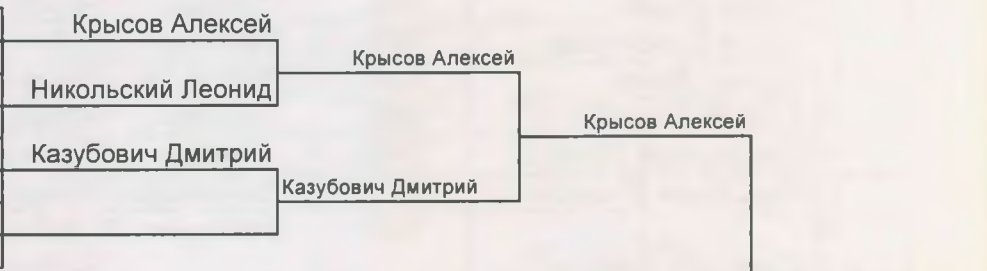 Крысов Алексей
Крысов Алексей
Никольский Леонид
Крысов Алексей
Казубович Дмитрий
Казубович Дмитрий